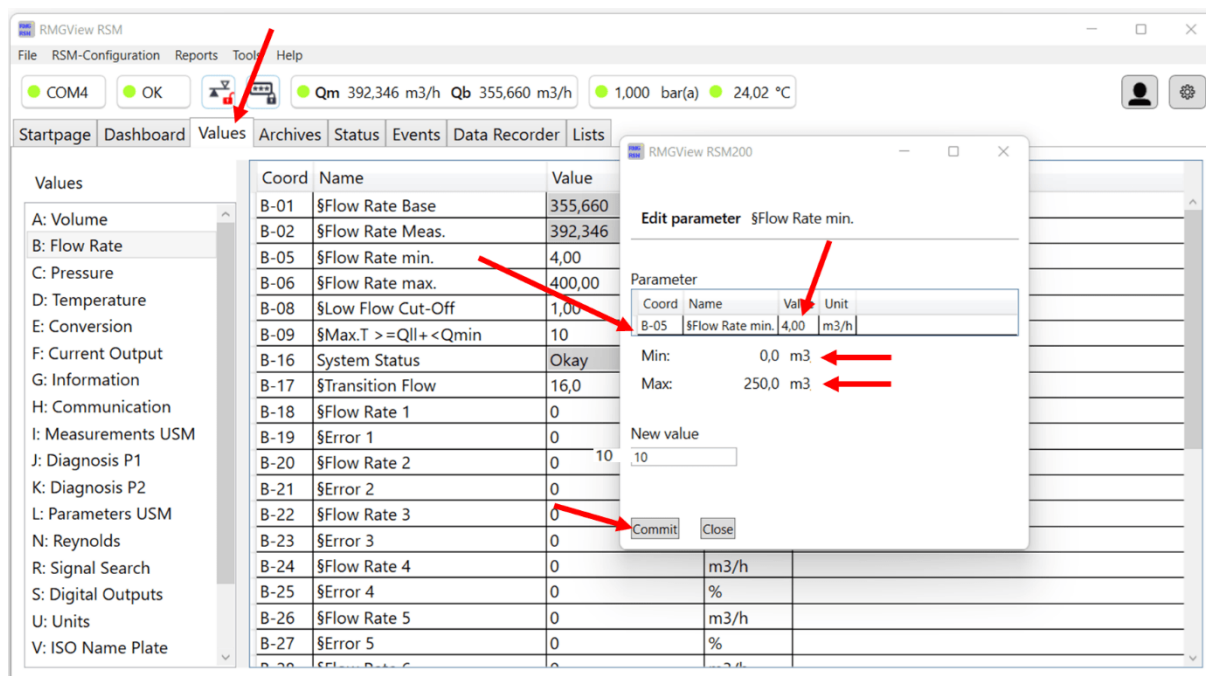 RMGView RSM
File RSM-Configuration Reports Tools Help
COM4 OK Qm 392,346 m3/h Qb 355,660 m3/h 1,000 bar(a) 24,02 °C
Startpage Dashboard Values Archives Status Events Data Recorder Lists
Values
A: Volume
B: Flow Rate
C: Pressure
D: Temperature
E: Conversion
F: Current Output
G: Information
H: Communication
I: Measurements USM
J: Diagnosis P1
K: Diagnosis P2
L: Parameters USM
N: Reynolds
R: Signal Search
S: Digital Outputs
U: Units
V: ISO Name Plate
Coord Name Value
B-01 §Flow Rate Base 355,660
B-02 §Flow Rate Meas. 392,346
B-05 §Flow Rate min. 4,00
B-06 §Flow Rate max. 400,00
B-08 §Low Flow Cut-Off 1,00
B-09 §Max.T >=Qll+<Qmin 10
B-16 System Status Okay
B-17 §Transition Flow 16,0
B-18 §Flow Rate 1 0
B-19 §Error 1 0
B-20 §Flow Rate 2 0
B-21 §Error 2 0
B-22 §Flow Rate 3 0
B-23 §Error 3 0
B-24 §Flow Rate 4 0 m3/h
B-25 §Error 4 0 %
B-26 §Flow Rate 5 0 m3/h
B-27 §Error 5 0 %
RMGView RSM200
Edit parameter §Flow Rate min.
Parameter
Coord Name Value Unit
B-05 §Flow Rate min. 4,00 m3/h
Min: 0,0 m3
Max: 250,0 m3
New value
10 10
Commit Close